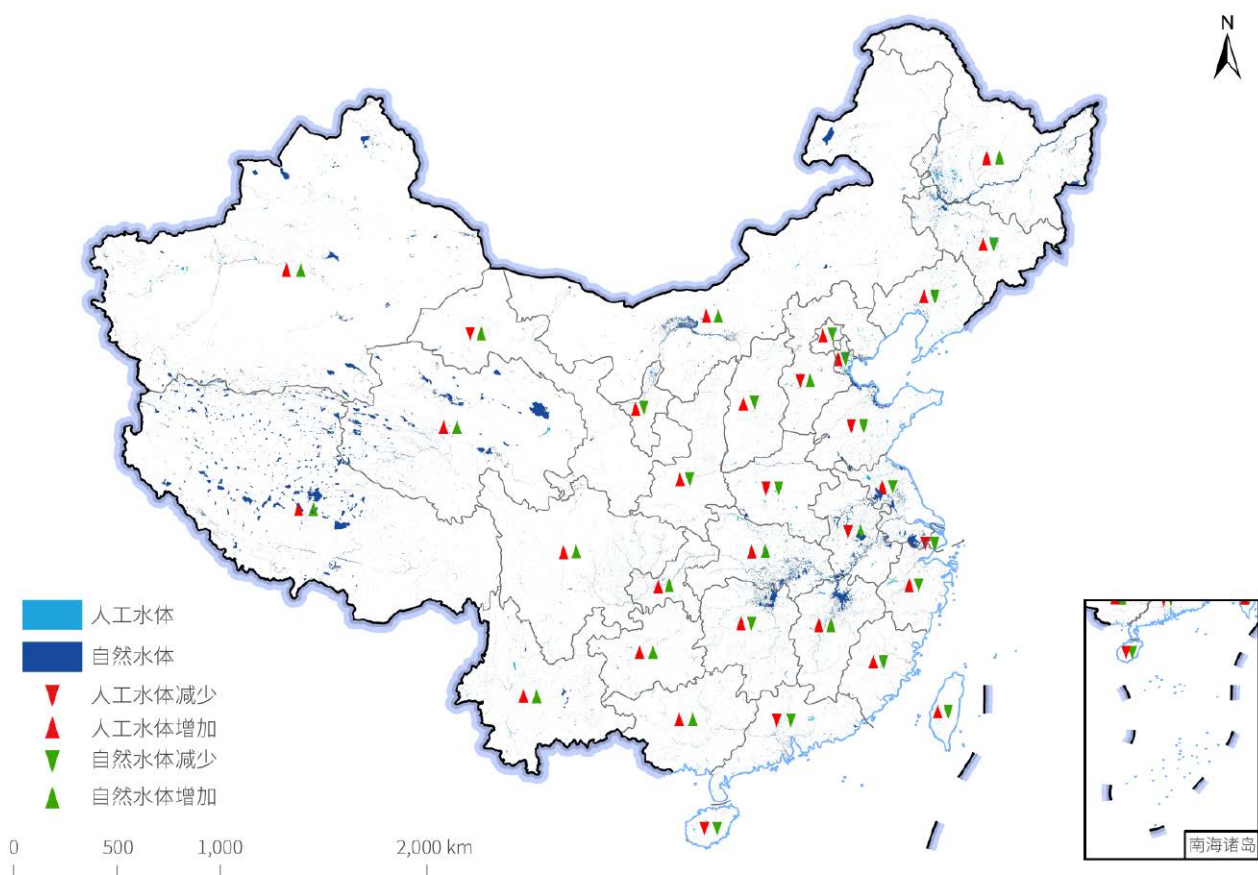 N
人工水体
自然水体
人工水体减少
人工水体增加
自然水体减少
自然水体增加
0 500 1,000 2,000 km
南海诸岛